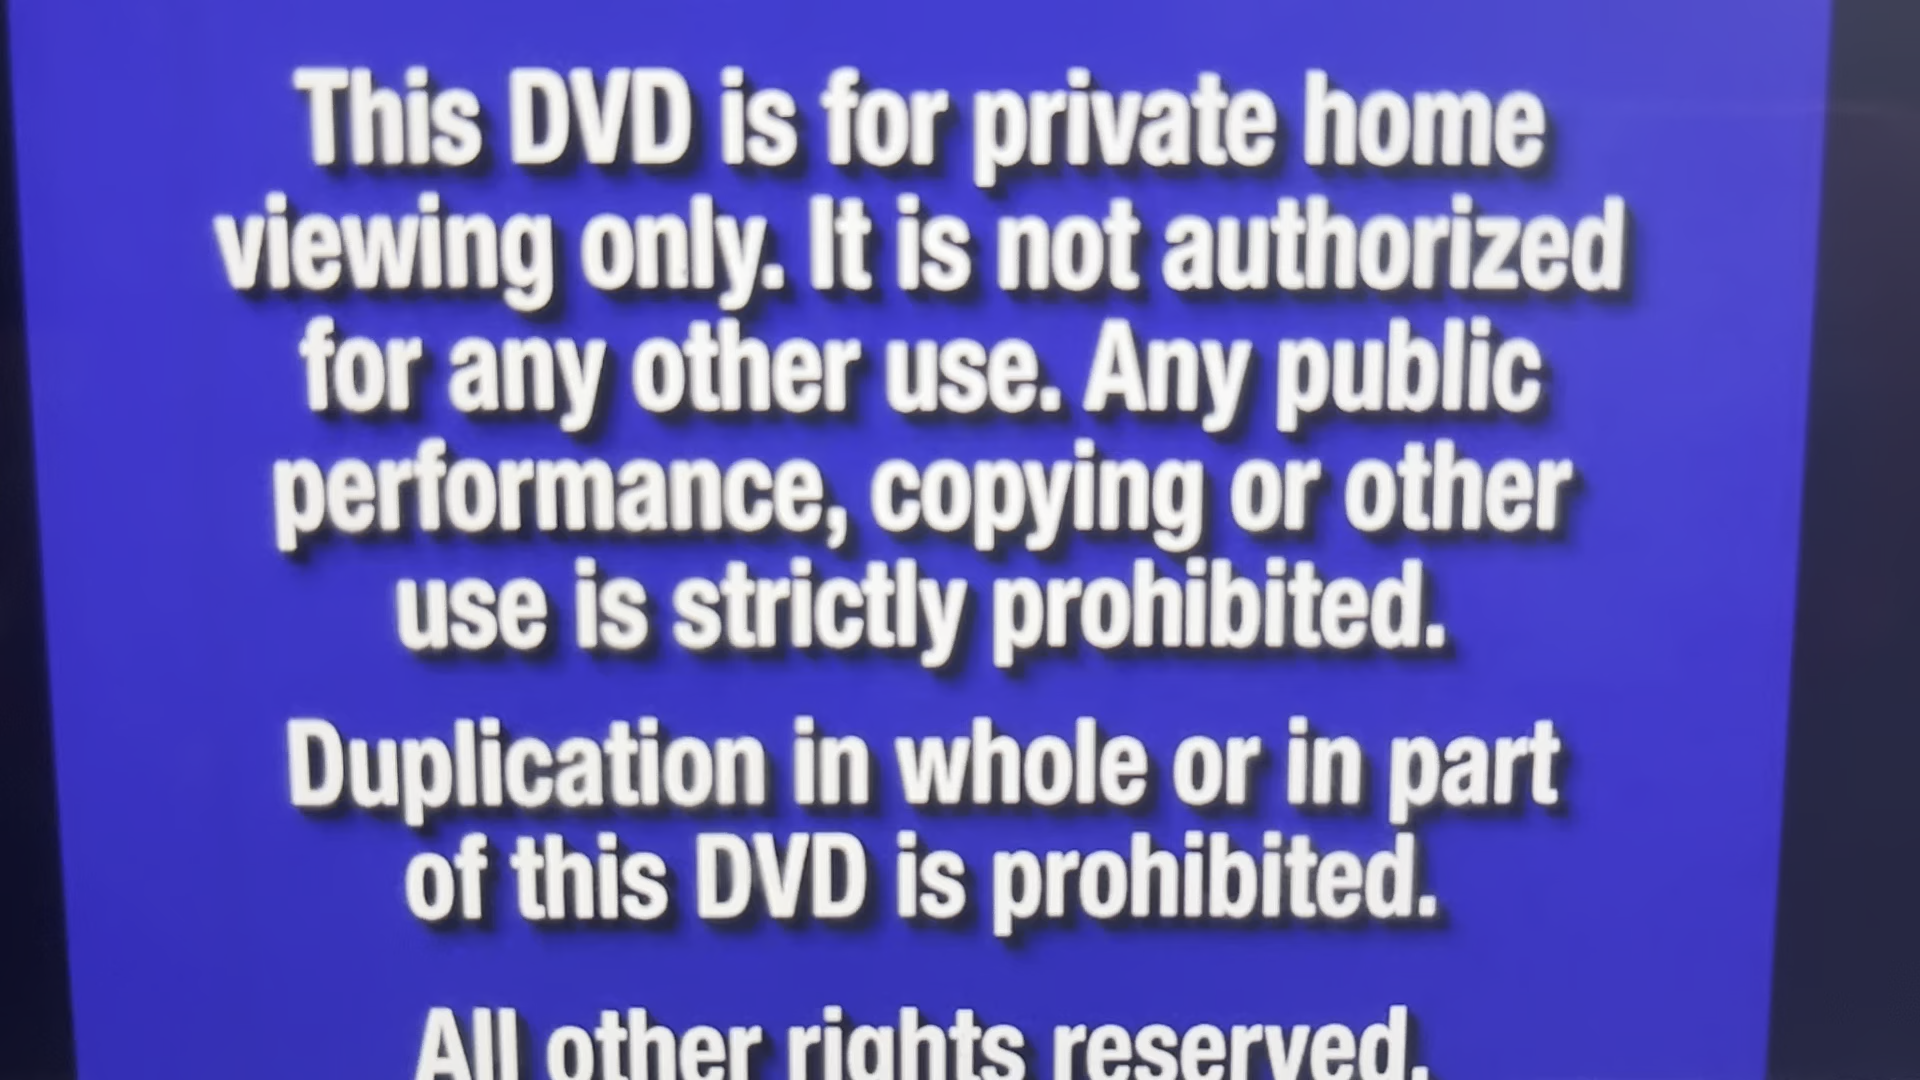 This DVD is for private home
viewing only. It is not authorized
for any other use. Any public
performance, copying or other
use is strictly prohibited.
Duplication in whole or in part
of this DVD is prohibited.
All other rights reserved.